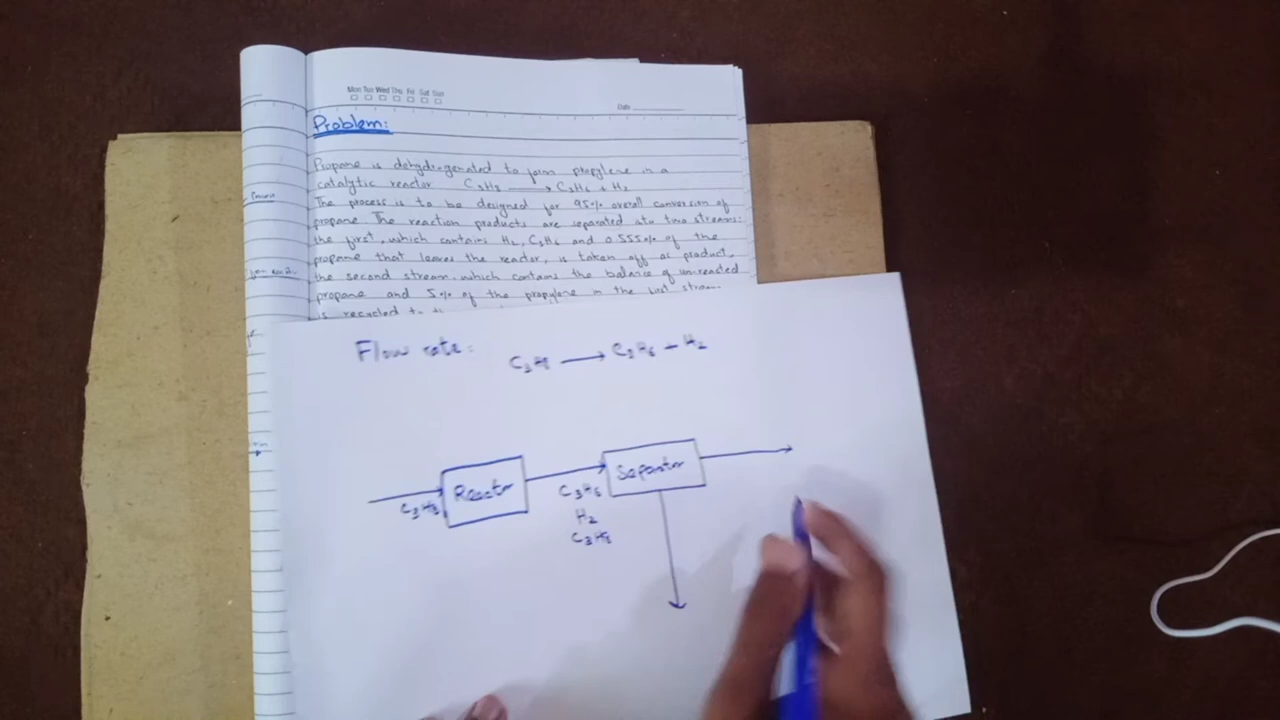 Mon Tue Wed Thu Fri Sat Sun
Date
Problem:
Propane is dehydrogenated to form propylene in a
catalytic reactor C3H8 → C3H6 + H2
The process is to be designed for 95% overall conversion of
propane. The reaction products are separated into two streams:
the first, which contains H2, C3H6 and 0.555% of the
propane that leaves the reactor, is taken off as product,
the second stream, which contains the balance of unreacted
propane and 5% of the propylene in the first stream
is recycled to
Flow rate:
C3H8 → C3H6 + H2
Reactor
Separator
C3H8
C3H6
H2
C3H8